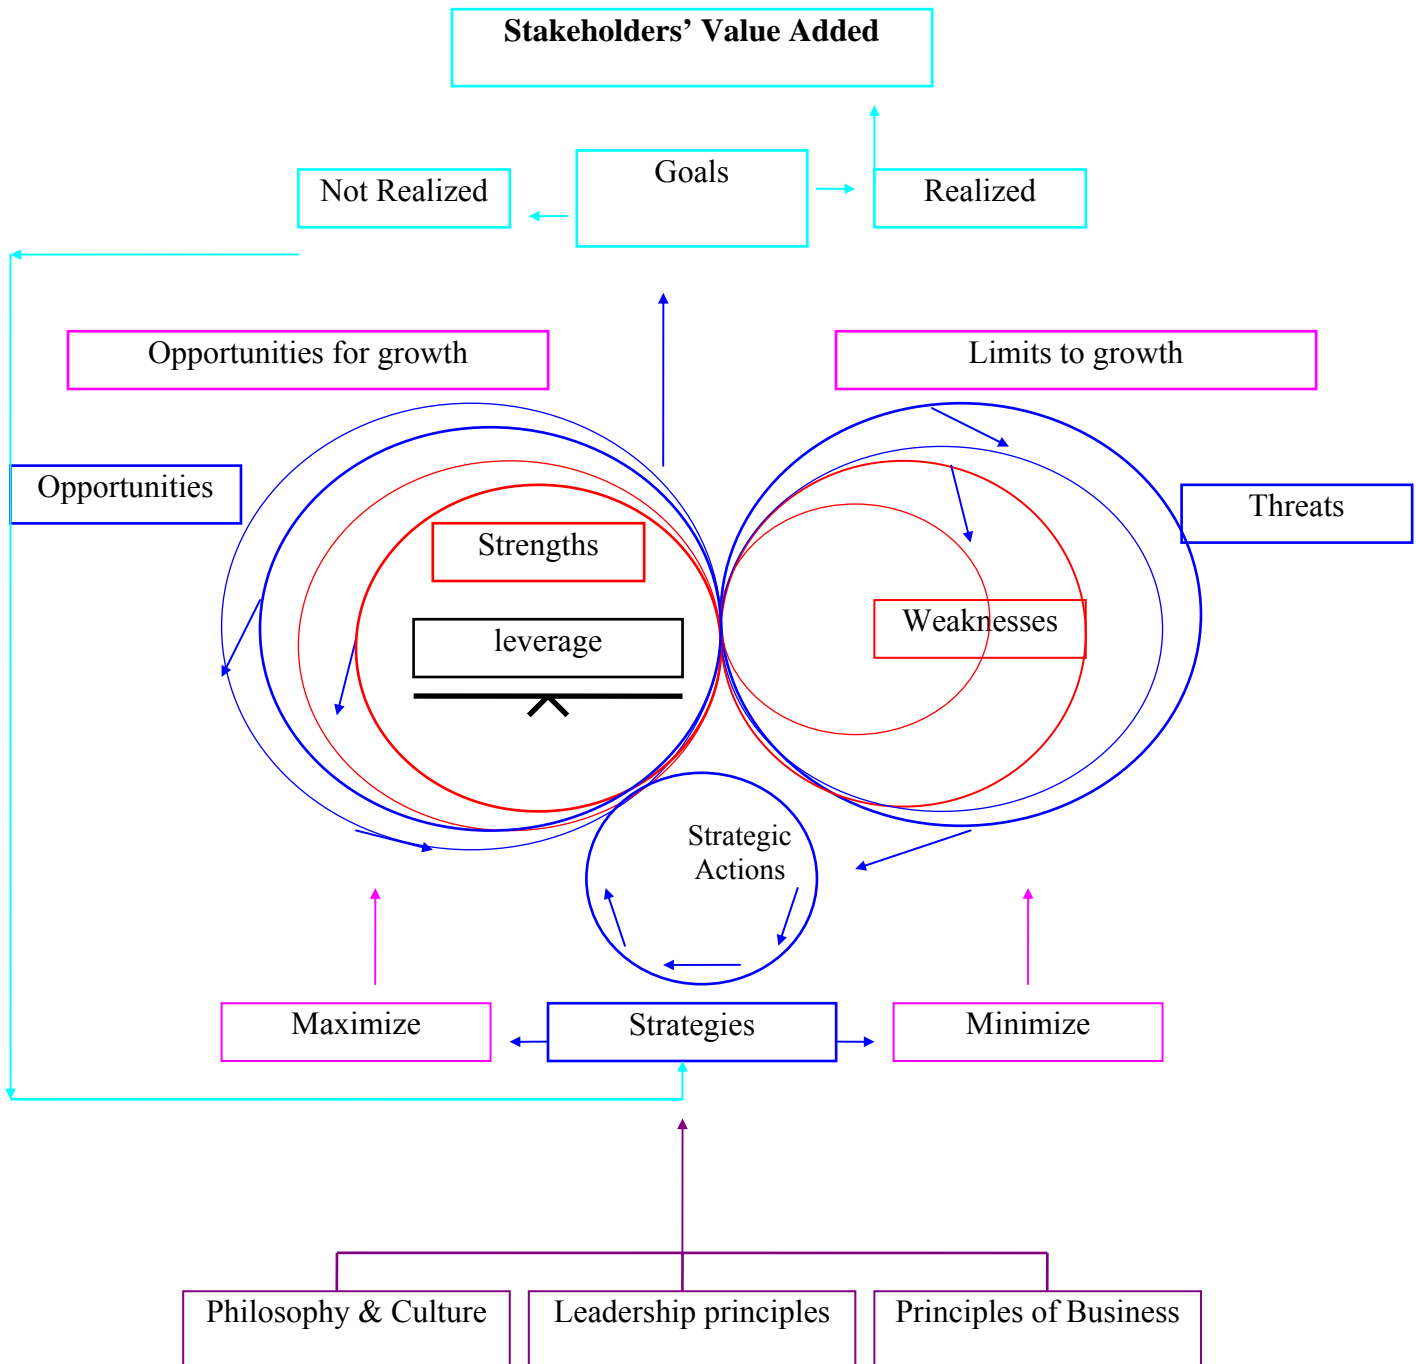 Stakeholders’ Value Added
Goals
Not Realized
Realized
Opportunities for growth
Limits to growth
Opportunities
Threats
Strengths
leverage
Weaknesses
Strategic
Actions
Maximize
Strategies
Minimize
Philosophy & Culture
Leadership principles
Principles of Business